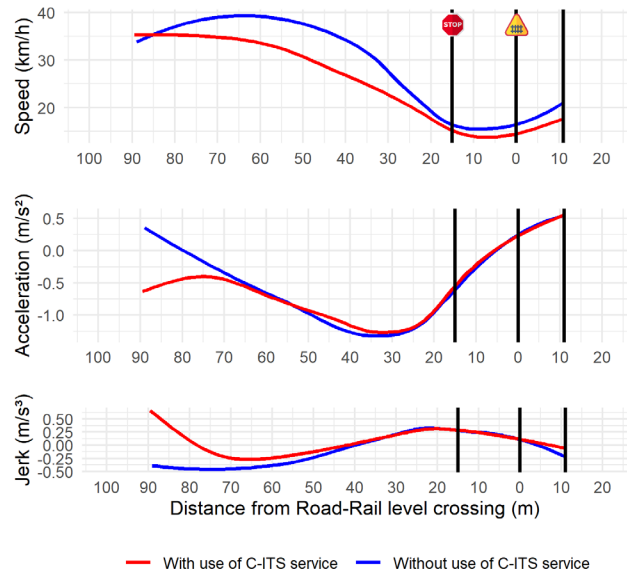 Speed (km/h)
40
30
20
STOP
100 90 80 70 60 50 40 30 20 10 0 10 20
Acceleration (m/s²)
0.5
0.0
-0.5
-1.0
100 90 80 70 60 50 40 30 20 10 0 10 20
Jerk (m/s³)
0.50
0.25
0.00
-0.25
-0.50
100 90 80 70 60 50 40 30 20 10 0 10 20
Distance from Road-Rail level crossing (m)
With use of C-ITS service Without use of C-ITS service